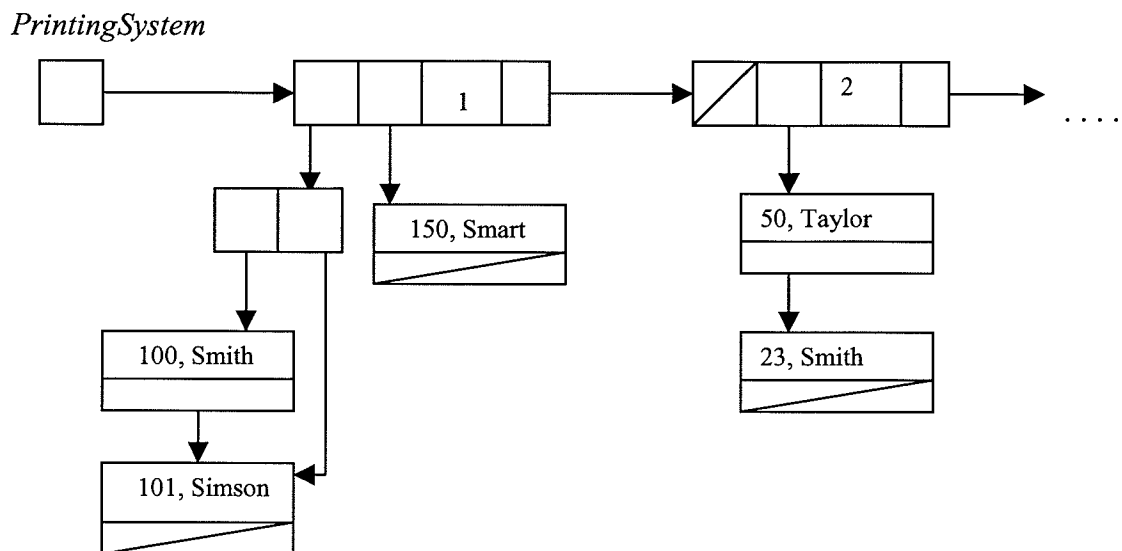 PrintingSystem
1
2
. . . .
150, Smart
50, Taylor
100, Smith
23, Smith
101, Simson